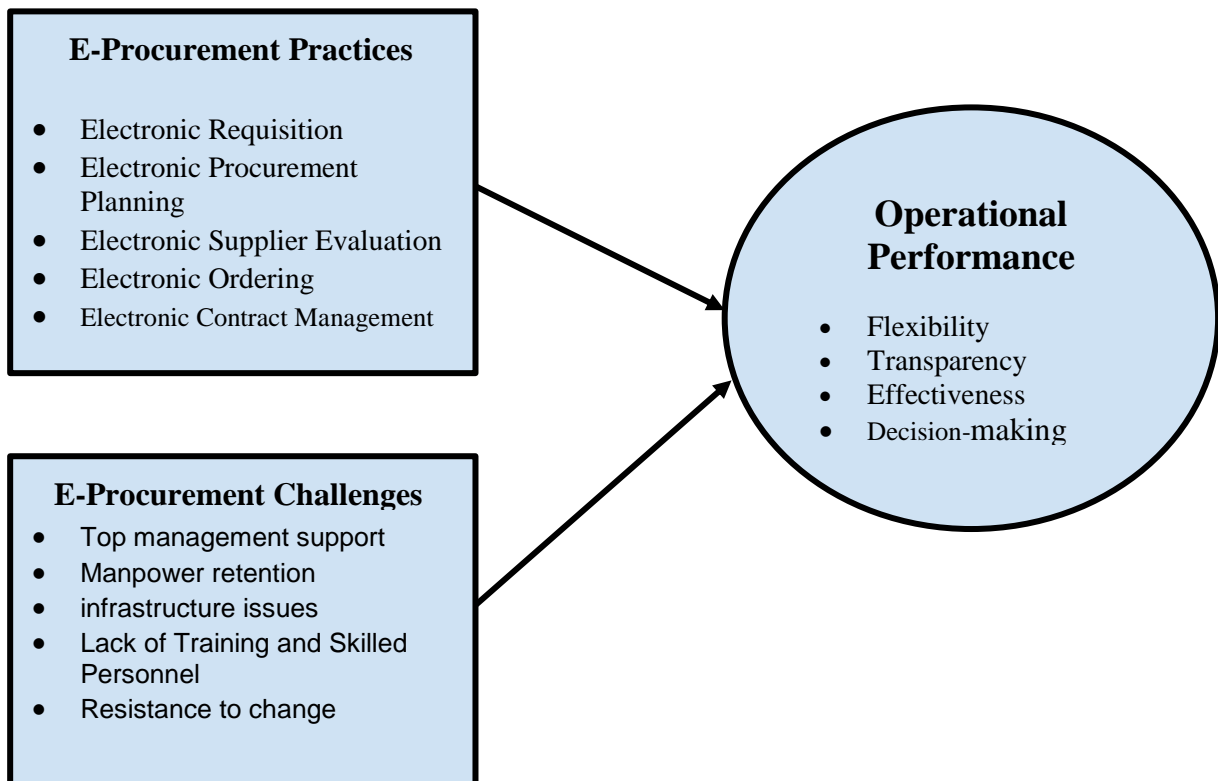 E-Procurement Practices
• Electronic Requisition
• Electronic Procurement
Planning
• Electronic Supplier Evaluation
• Electronic Ordering
• Electronic Contract Management
E-Procurement Challenges
• Top management support
• Manpower retention
• infrastructure issues
• Lack of Training and Skilled
Personnel
• Resistance to change
Operational
Performance
• Flexibility
• Transparency
• Effectiveness
• Decision-making